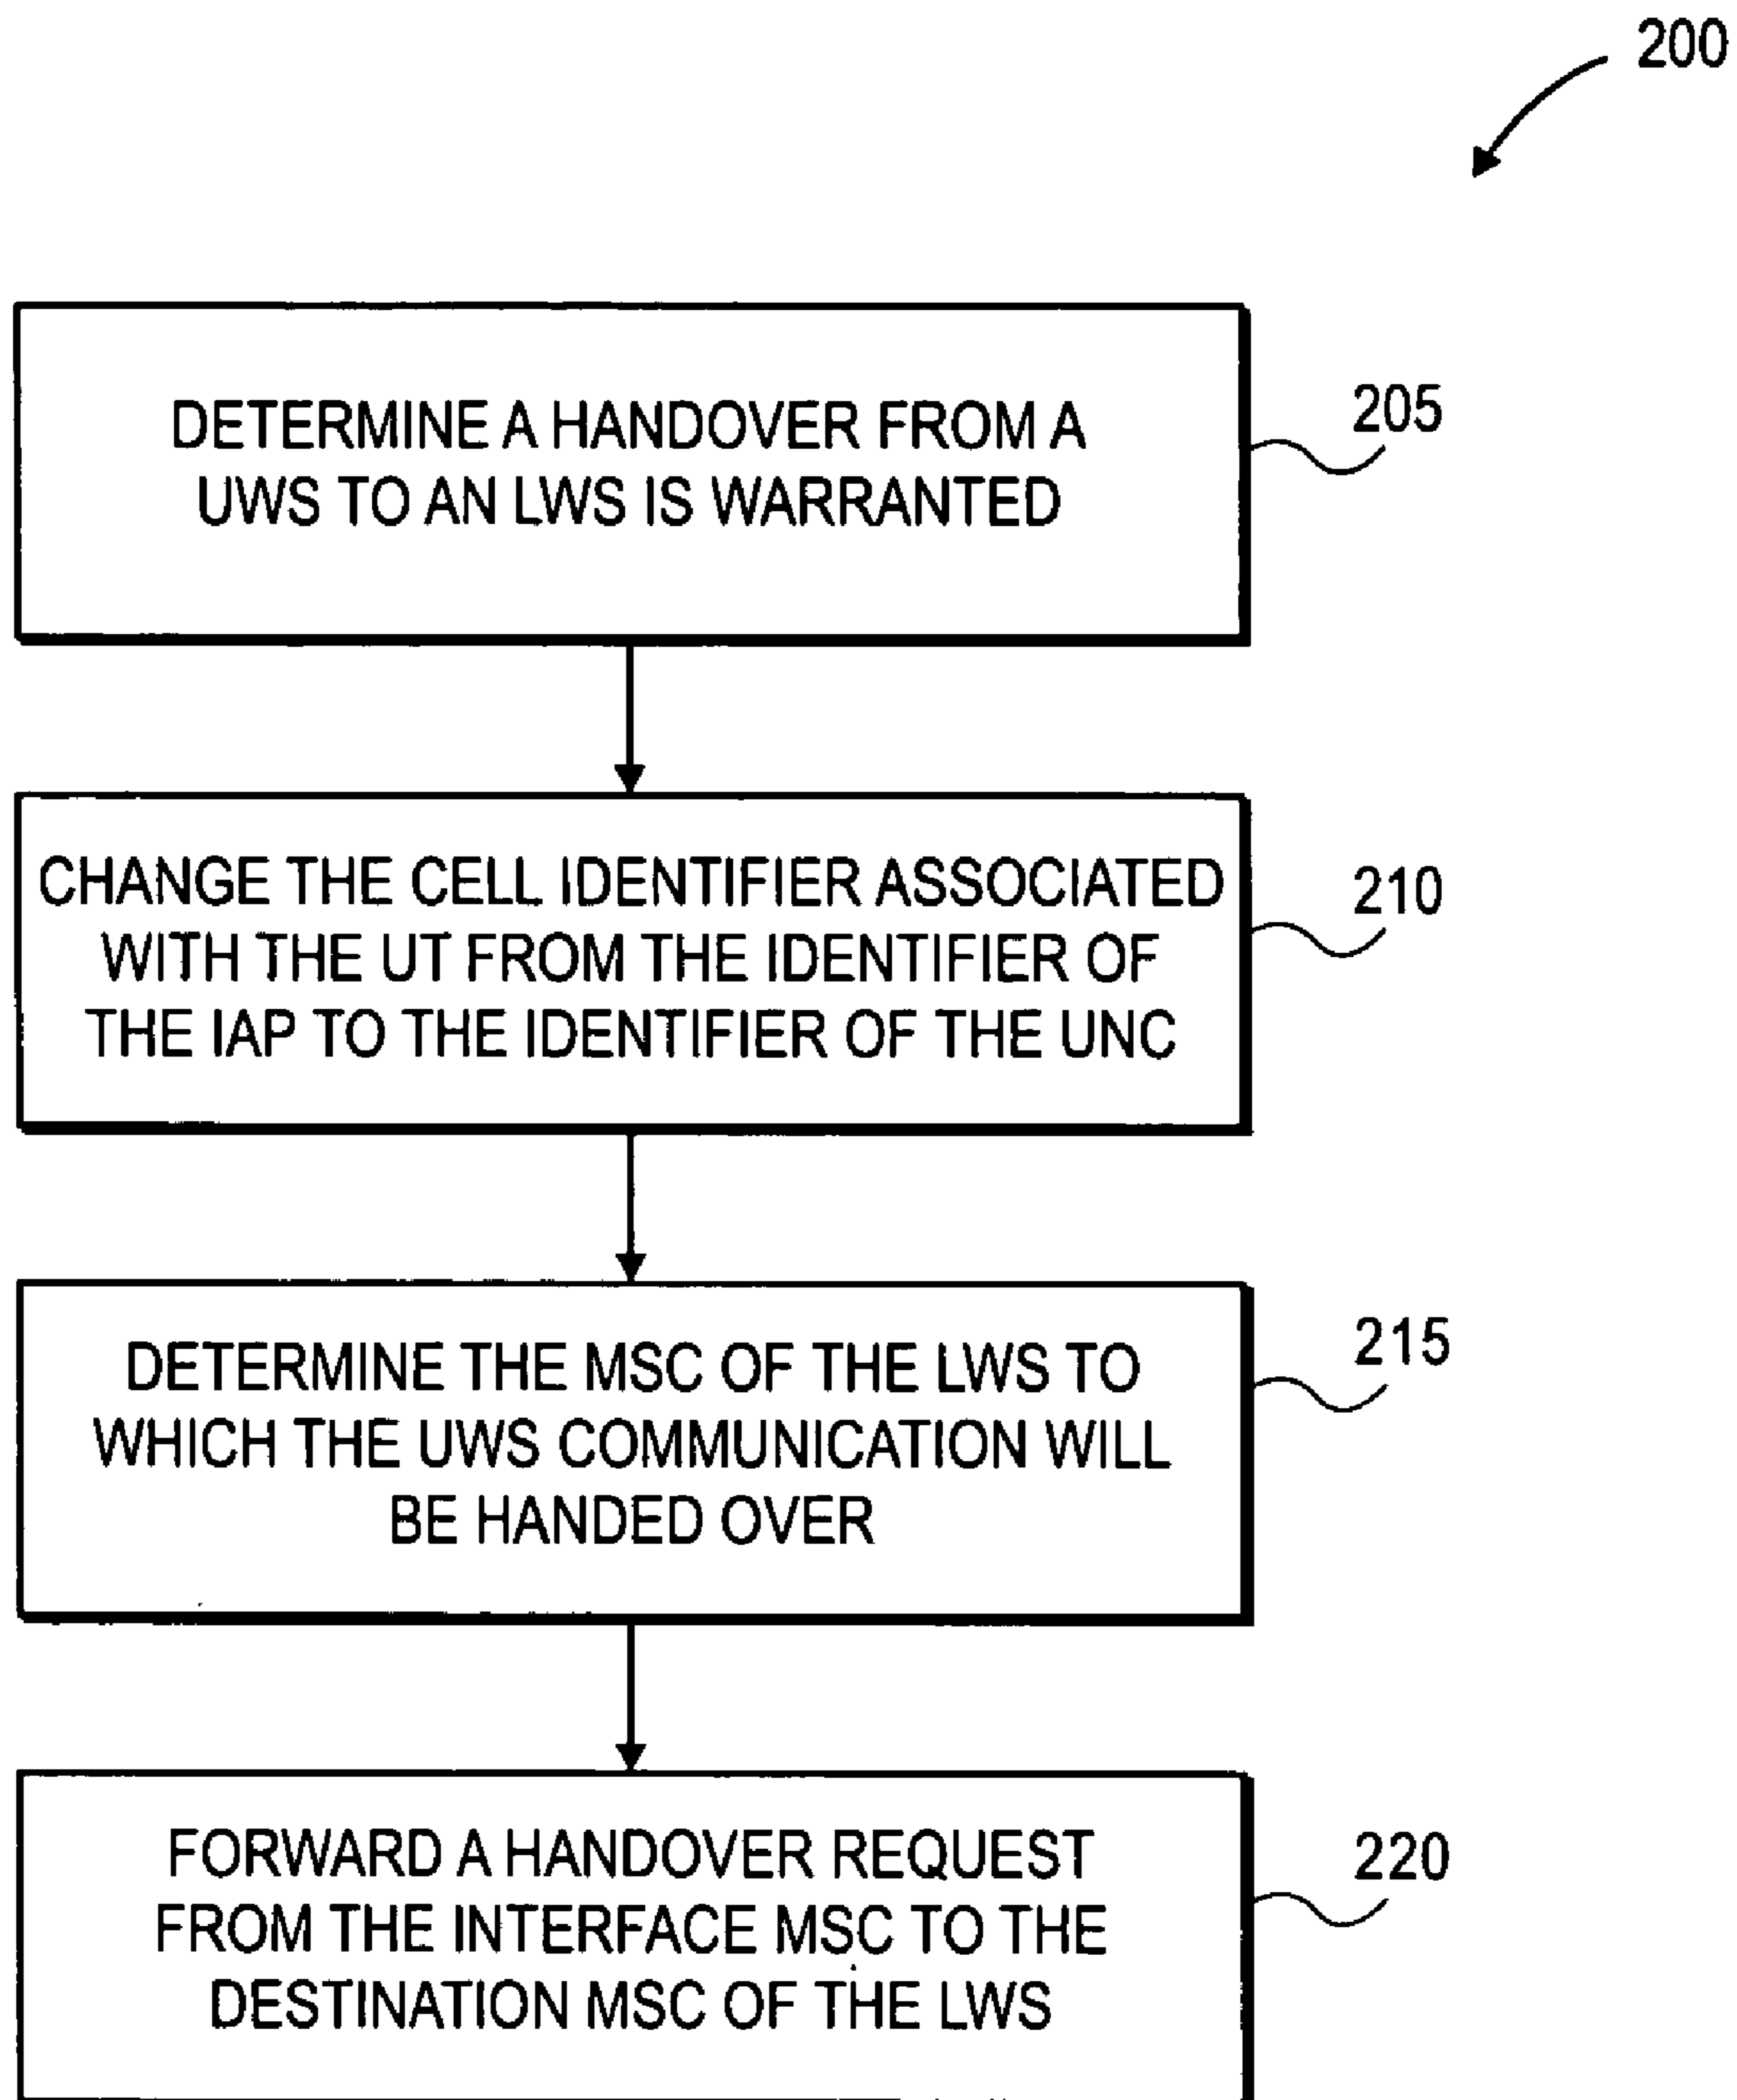 200
DETERMINE A HANDOVER FROM A
UWS TO AN LWS IS WARRANTED
205
CHANGE THE CELL IDENTIFIER ASSOCIATED
WITH THE UT FROM THE IDENTIFIER OF
THE IAP TO THE IDENTIFIER OF THE UNC
210
DETERMINE THE MSC OF THE LWS TO
WHICH THE UWS COMMUNICATION WILL
BE HANDED OVER
215
FORWARD A HANDOVER REQUEST
FROM THE INTERFACE MSC TO THE
DESTINATION MSC OF THE LWS
220